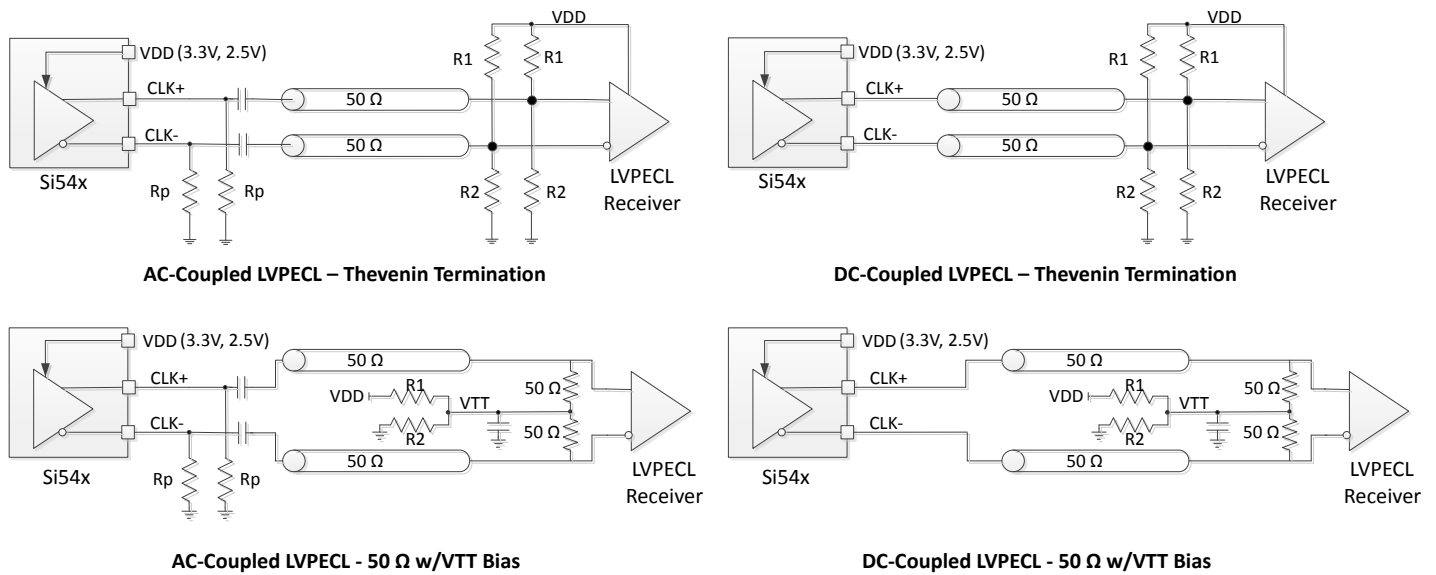 VDD
VDD (3.3V, 2.5V)
R1
R1
CLK+
50 Ω
CLK-
50 Ω
Si54x
Rp
Rp
R2
R2
LVPECL
Receiver
AC-Coupled LVPECL – Thevenin Termination
VDD
VDD (3.3V, 2.5V)
R1
R1
CLK+
50 Ω
CLK-
50 Ω
Si54x
R2
R2
LVPECL
Receiver
DC-Coupled LVPECL – Thevenin Termination
VDD (3.3V, 2.5V)
50 Ω
CLK+
R1
50 Ω
VDD
VTT
CLK-
R2
50 Ω
50 Ω
Si54x
Rp
Rp
LVPECL
Receiver
AC-Coupled LVPECL - 50 Ω w/VTT Bias
VDD (3.3V, 2.5V)
50 Ω
CLK+
R1
50 Ω
VDD
VTT
CLK-
R2
50 Ω
50 Ω
Si54x
LVPECL
Receiver
DC-Coupled LVPECL - 50 Ω w/VTT Bias